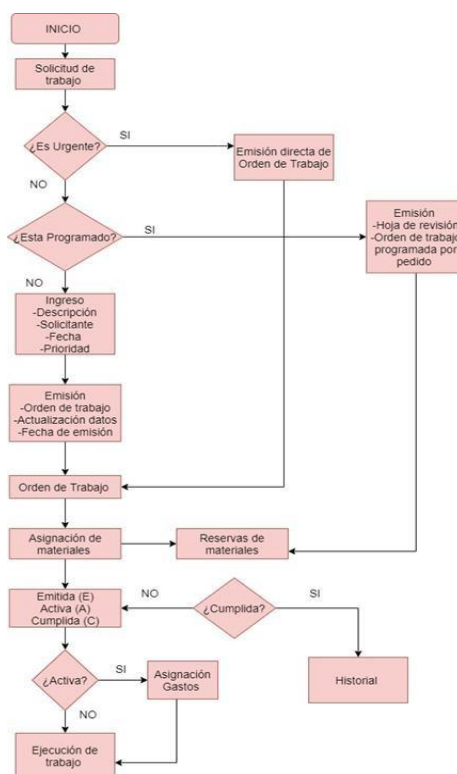 INICIO
Solicitud de
trabajo
¿Es Urgente?
SI
Emisión directa de
Orden de Trabajo
NO
¿Esta Programado?
SI
Emisión
-Hoja de revisión
-Orden de trabajo
programada por
pedido
NO
Ingreso
-Descripción
-Solicitante
-Fecha
-Prioridad
Emisión
-Orden de trabajo
-Actualización datos
-Fecha de emisión
Orden de Trabajo
Asignación de
materiales
Reservas de
materiales
Emitida (E)
Activa (A)
Cumplida (C)
NO
¿Cumplida?
SI
¿Activa?
SI
Asignación
Gastos
Historial
NO
Ejecución de
trabajo